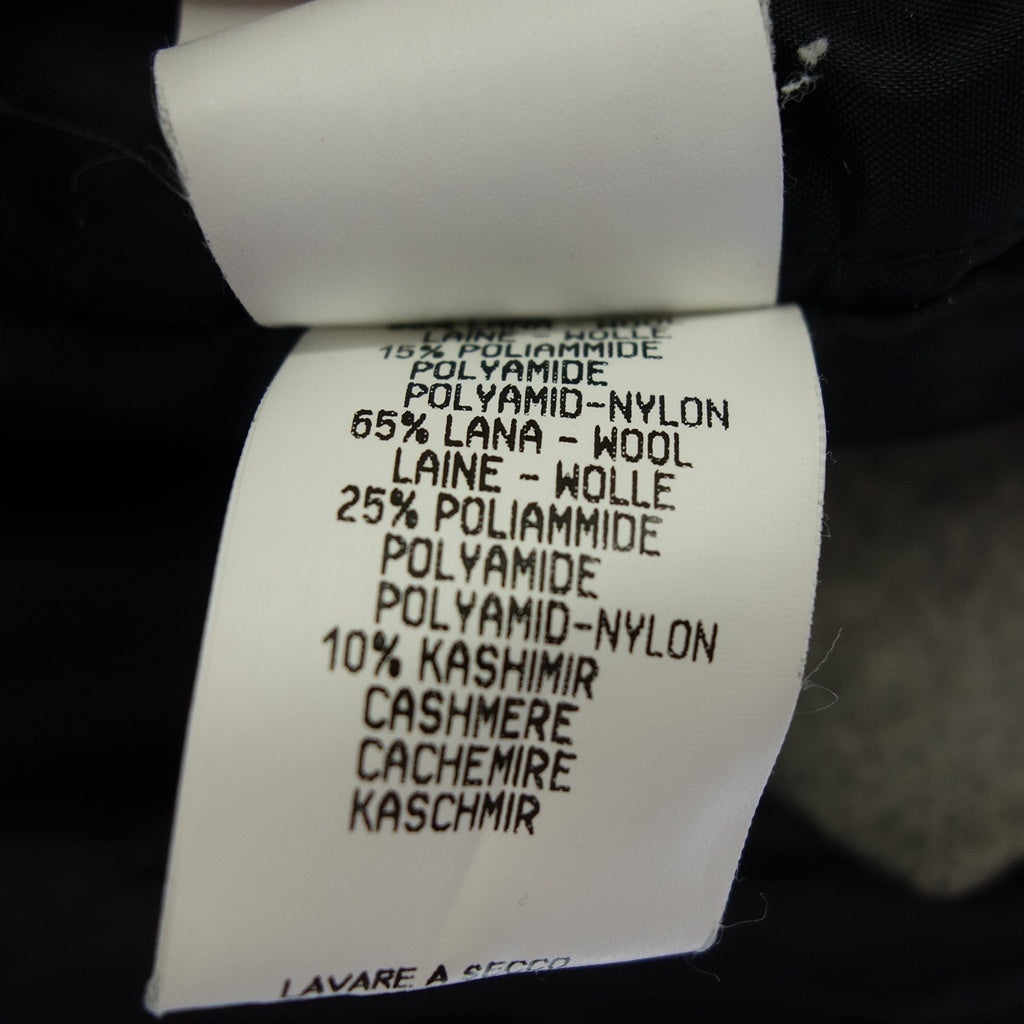 LAINE - WOLLE
15% POLIAMMIDE
POLYAMIDE
POLYAMID-NYLON
65% LANA - WOOL
LAINE - WOLLE
25% POLIAMMIDE
POLYAMIDE
POLYAMID-NYLON
10% KASHIMIR
CASHMERE
CACHEMIRE
KASCHMIR
LAVARE A SECCO